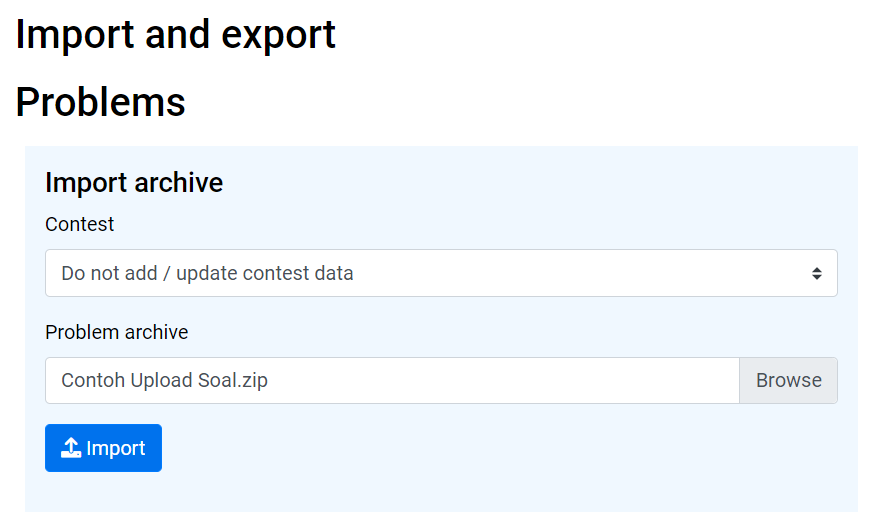 Import and export
Problems
Import archive
Contest
Do not add / update contest data
Problem archive
Contoh Upload Soal.zip
Browse
Import